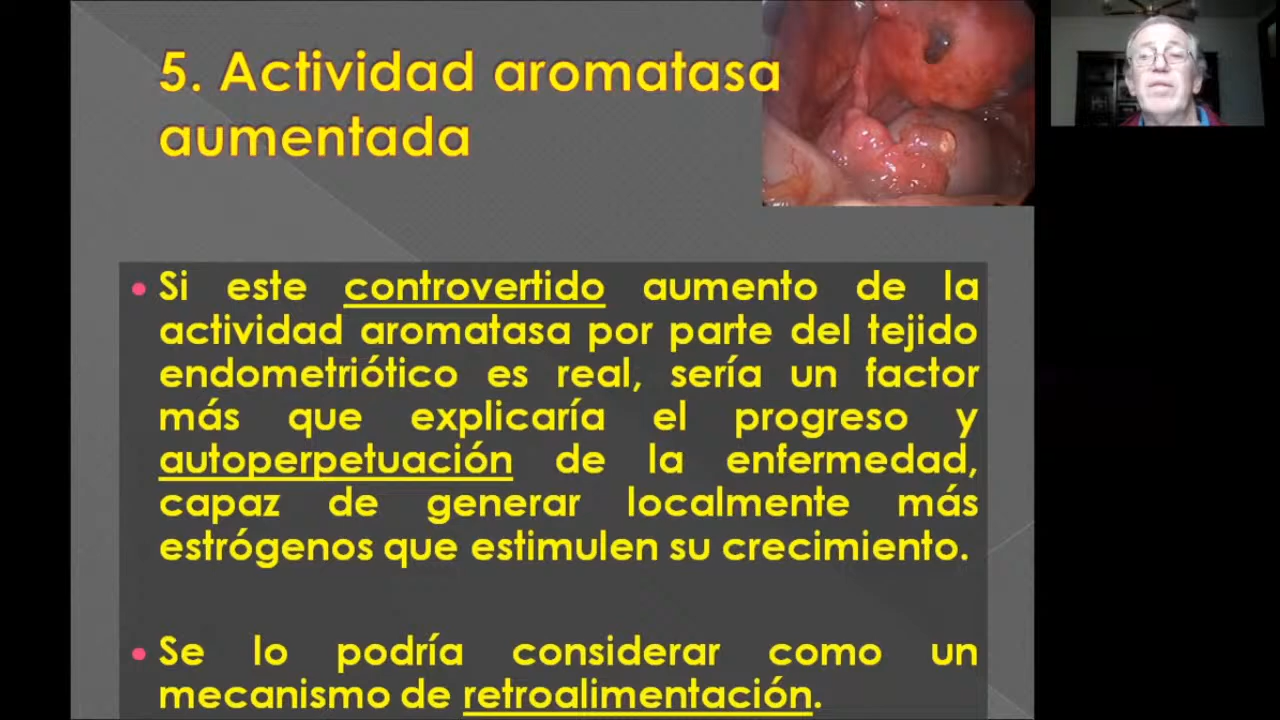 5. Actividad aromatasa
aumentada
• Si este controvertido aumento de la
actividad aromatasa por parte del tejido
endometriótico es real, sería un factor
más que explicaría el progreso y
autoperpetuación de la enfermedad,
capaz de generar localmente más
estrógenos que estimulen su crecimiento.
• Se lo podría considerar como un
mecanismo de retroalimentación.